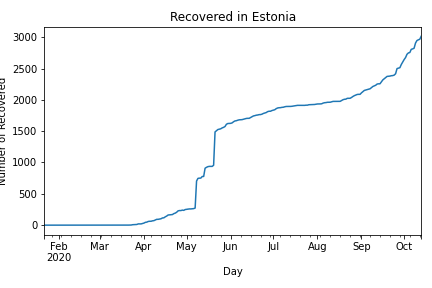 Recovered in Estonia
Number of Recovered
3000
2500
2000
1500
1000
500
0
Feb Mar Apr May Jun Jul Aug Sep Oct
2020
Day